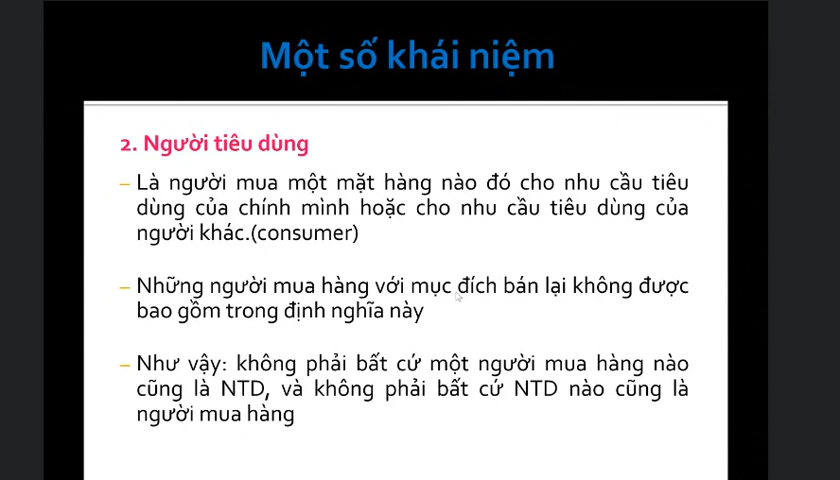 Một số khái niệm
2. Người tiêu dùng
– Là người mua một mặt hàng nào đó cho nhu cầu tiêu
dùng của chính mình hoặc cho nhu cầu tiêu dùng của
người khác.(consumer)
– Những người mua hàng với mục đích bán lại không được
bao gồm trong định nghĩa này
– Như vậy: không phải bất cứ một người mua hàng nào
cũng là NTD, và không phải bất cứ NTD nào cũng là
người mua hàng